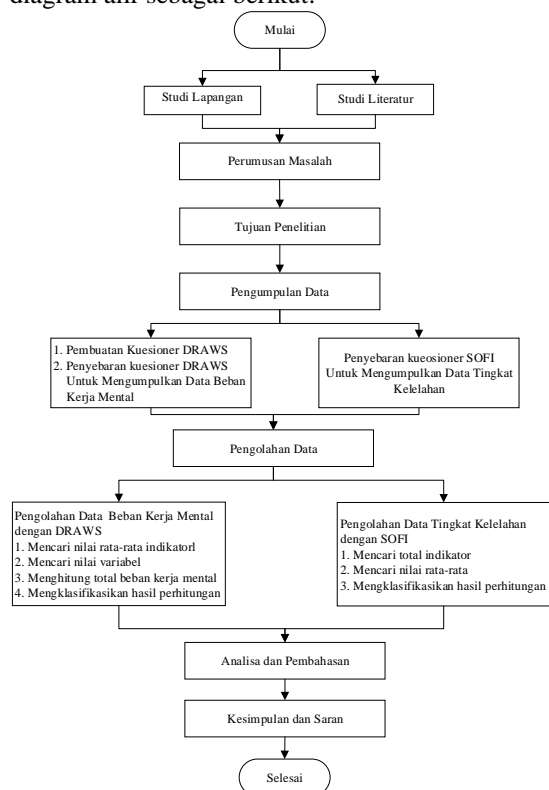 diagram alir sebagai berikut:
Mulai
Studi Lapangan
Studi Literatur
Perumusan Masalah
Tujuan Penelitian
Pengumpulan Data
1. Pembuatan Kuesioner DRAWS
2. Penyebaran kuesioner DRAWS
Untuk Mengumpulkan Data Beban
Kerja Mental
Penyebaran kueosioner SOFI
Untuk Mengumpulkan Data Tingkat
Kelelahan
Pengolahan Data
Pengolahan Data Beban Kerja Mental
dengan DRAWS
1. Mencari nilai rata-rata indikatorl
2. Mencari nilai variabel
3. Menghitung total beban kerja mental
4. Mengklasifikasikan hasil perhitungan
Pengolahan Data Tingkat Kelelahan
dengan SOFI
1. Mencari total indikator
2. Mencari nilai rata-rata
3. Mengklasifikasikan hasil perhitungan
Analisa dan Pembahasan
Kesimpulan dan Saran
Selesai